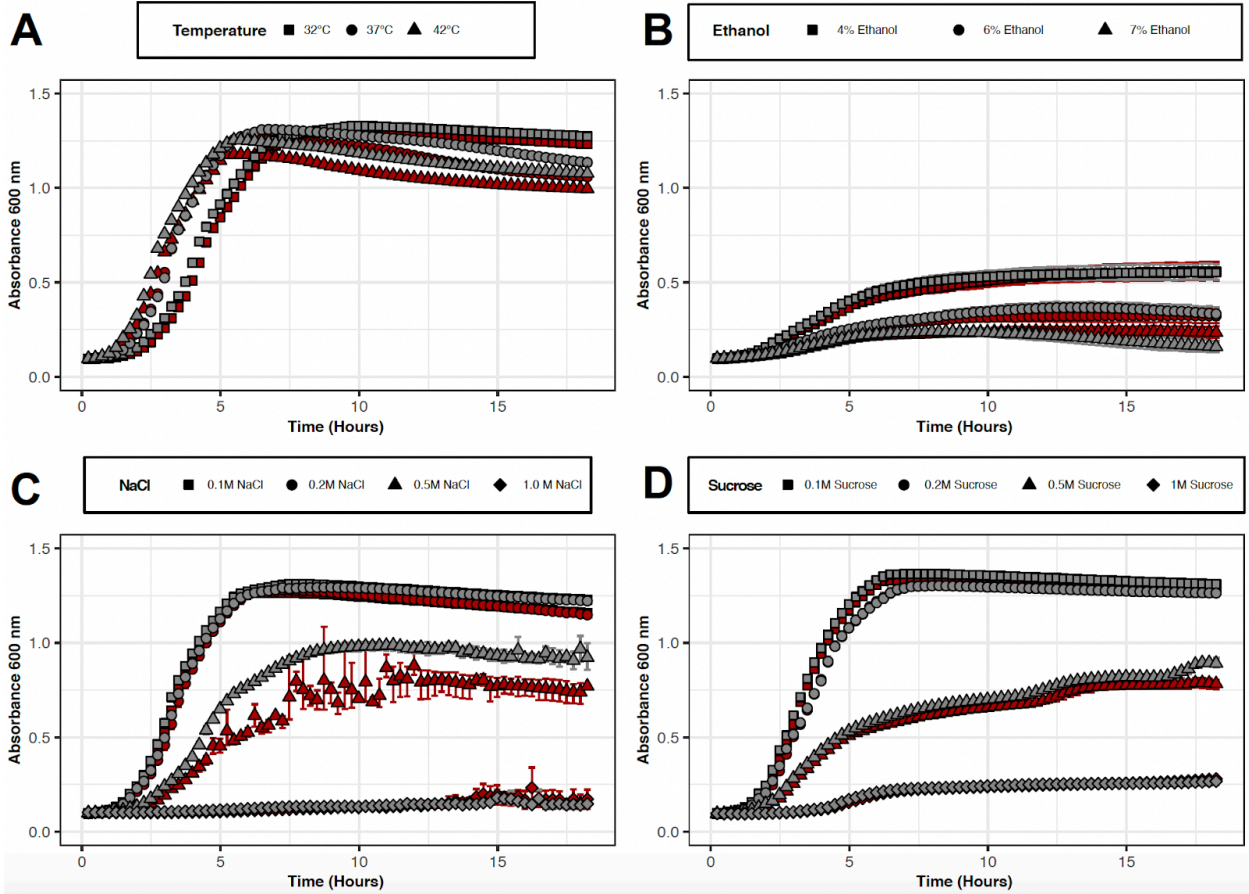 A
Temperature 32°C 37°C 42°C
Absorbance 600 nm
1.5
1.0
0.5
0.0
0 5 10 15
Time (Hours)
B
Ethanol 4% Ethanol 6% Ethanol 7% Ethanol
Absorbance 600 nm
1.5
1.0
0.5
0.0
0 5 10 15
Time (Hours)
C
NaCl 0.1M NaCl 0.2M NaCl 0.5M NaCl 1.0 M NaCl
Absorbance 600 nm
1.5
1.0
0.5
0.0
0 5 10 15
Time (Hours)
D
Sucrose 0.1M Sucrose 0.2M Sucrose 0.5M Sucrose 1M Sucrose
Absorbance 600 nm
1.5
1.0
0.5
0.0
0 5 10 15
Time (Hours)